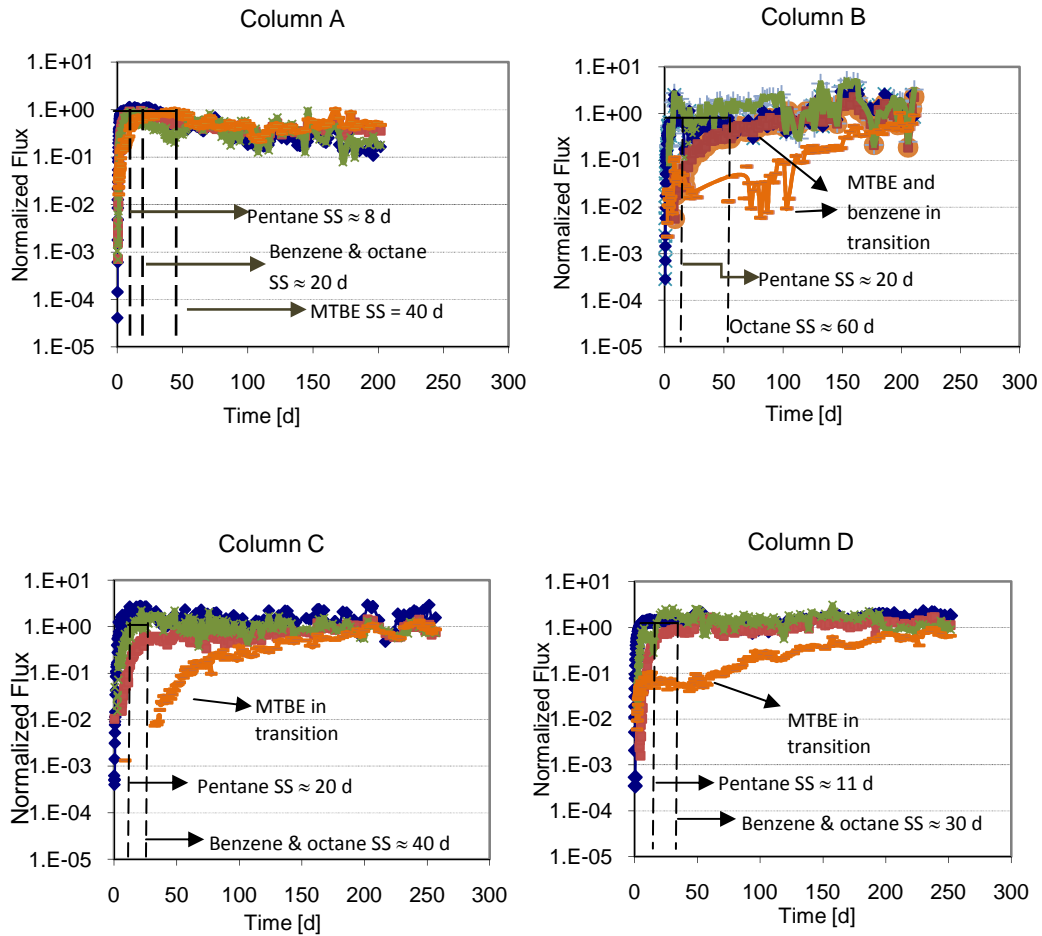 Column A
1.E+01
1.E+00
1.E-01
1.E-02
1.E-03
1.E-04
1.E-05
Normalized Flux
Pentane SS ≈ 8 d
Benzene & octane
SS ≈ 20 d
MTBE SS = 40 d
0 50 100 150 200 250 300
Time [d]
Column B
1.E+01
1.E+00
1.E-01
1.E-02
1.E-03
1.E-04
1.E-05
Normalized Flux
MTBE and
benzene in
transition
Pentane SS ≈ 20 d
Octane SS ≈ 60 d
0 50 100 150 200 250 300
Time [d]
Column C
1.E+01
1.E+00
1.E-01
1.E-02
1.E-03
1.E-04
1.E-05
Normalized Flux
MTBE in
transition
Pentane SS ≈ 20 d
Benzene & octane SS ≈ 40 d
0 50 100 150 200 250 300
Time [d]
Column D
1.E+01
1.E+00
1.E-01
1.E-02
1.E-03
1.E-04
1.E-05
Normalized Flux
MTBE in
transition
Pentane SS ≈ 11 d
Benzene & octane SS ≈ 30 d
0 50 100 150 200 250 300
Time [d]